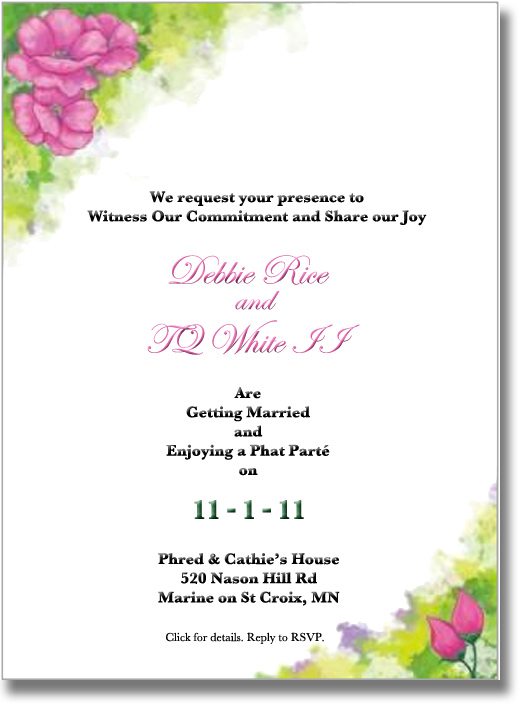 We request your presence to
Witness Our Commitment and Share our Joy
Debbie Rice
and
TQ White II
Are
Getting Married
and
Enjoying a Phat Parté
on
11 - 1 - 11
Phred & Cathie's House
520 Nason Hill Rd
Marine on St Croix, MN
Click for details. Reply to RSVP.